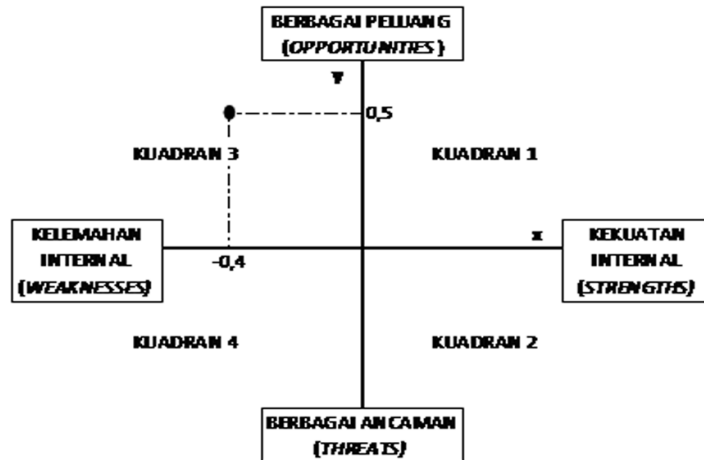 BERBAGAI PELUANG
(OPPORTUNITIES)
y
0,5
KUADRAN 3
KUADRAN 1
KELEMAHAN
INTERNAL
(WEAKNESSES)
-0,4
x
KEKUATAN
INTERNAL
(STRENGTHS)
KUADRAN 4
KUADRAN 2
BERBAGAI ANCAMAN
(THREATS)